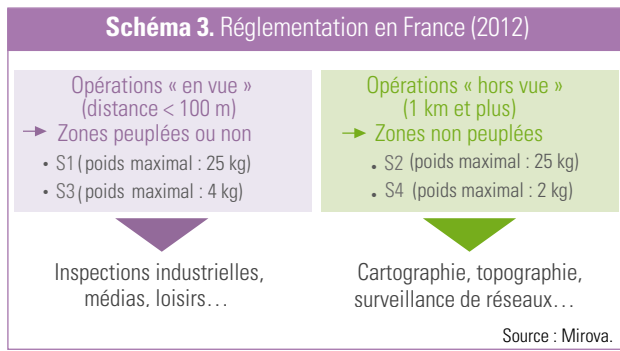 Schéma 3. Réglementation en France (2012)
Opérations « en vue »
(distance < 100 m)
Zones peuplées ou non
• S1 (poids maximal : 25 kg)
• S3 (poids maximal : 4 kg)
Inspections industrielles,
médias, loisirs…
Opérations « hors vue »
(1 km et plus)
Zones non peuplées
. S2 (poids maximal : 25 kg)
. S4 (poids maximal : 2 kg)
Cartographie, topographie,
surveillance de réseaux…
Source : Mirova.